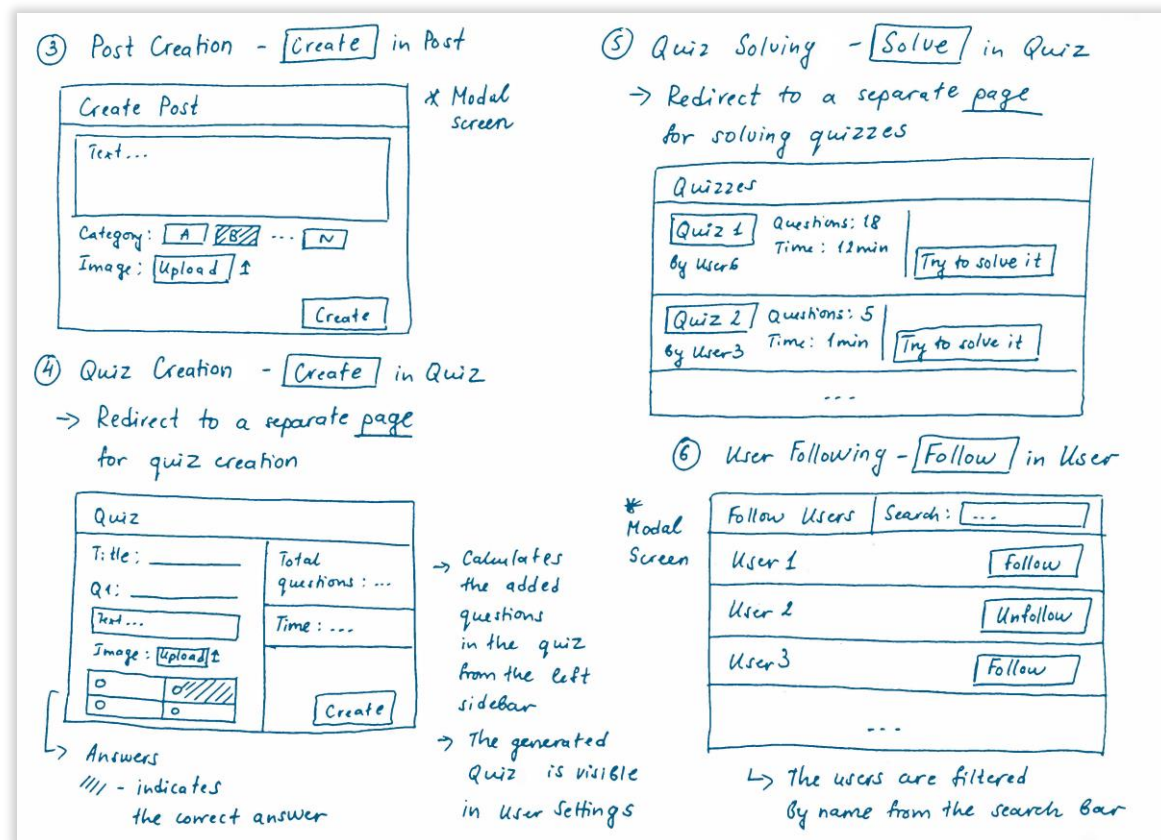 ③ Post Creation - Create in Post
Create Post
* Modal
screen
Text...
Category: A B ... N
Image: Upload ↑
Create
④ Quiz Creation - Create in Quiz
→ Redirect to a separate page
for quiz creation
Quiz
Title:
Q1:
Text...
Image: Upload ↑
Total
questions: ...
Time: ...
Create
→ Calculates
the added
questions
in the quiz
from the left
sidebar
→ The generated
Quiz is visible
in User Settings
↳ Answers
//// - indicates
the correct answer
⑤ Quiz Solving - Solve in Quiz
→ Redirect to a separate page
for solving quizzes
Quizzes
Quiz 1 Questions: 18
By User6 Time: 12min
Try to solve it
Quiz 2 Questions: 5
By User3 Time: 1min
Try to solve it
...
⑥ User Following - Follow in User
* Modal
Screen
Follow Users Search: ...
User 1 Follow
User 2 Unfollow
User 3 Follow
...
↳ The users are filtered
By name from the search Bar